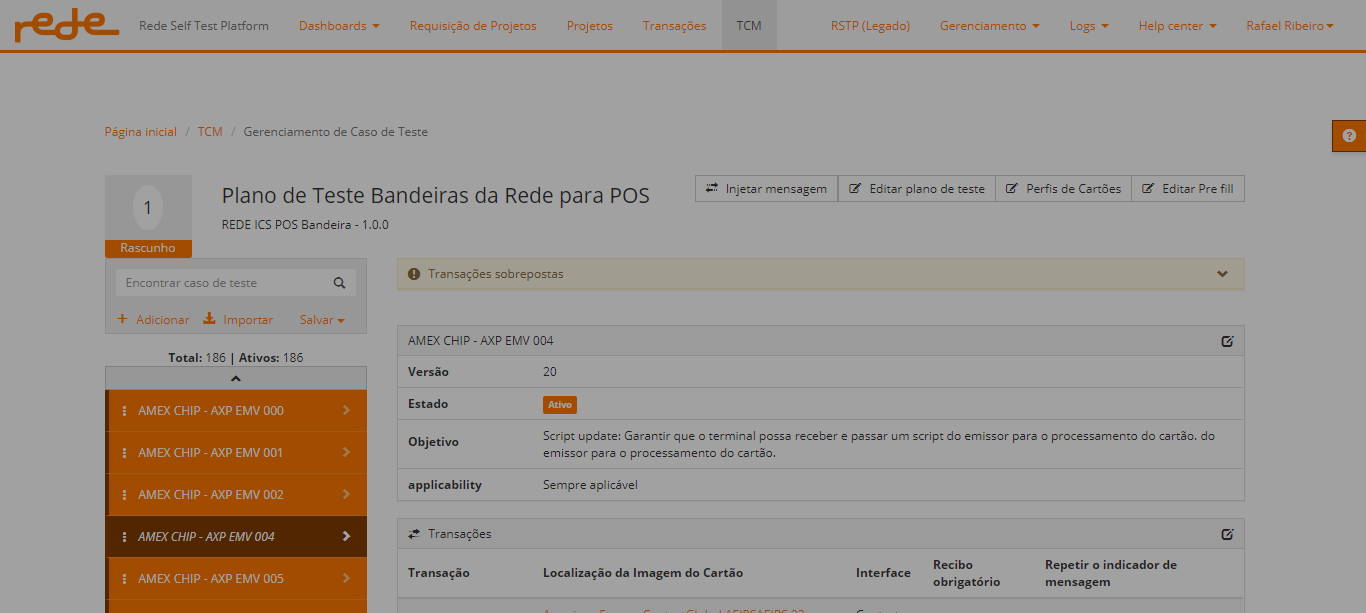 rede Rede Self Test Platform Dashboards Requisição de Projetos Projetos Transações TCM RSTP (Legado) Gerenciamento Logs Help center Rafael Ribeiro
Página inicial / TCM / Gerenciamento de Caso de Teste
1
Rascunho
Plano de Teste Bandeiras da Rede para POS
REDE ICS POS Bandeira - 1.0.0
Injetar mensagem Editar plano de teste Perfis de Cartões Editar Pre fill
Encontrar caso de teste
Adicionar Importar Salvar
Total: 186 | Ativos: 186
AMEX CHIP - AXP EMV 000
AMEX CHIP - AXP EMV 001
AMEX CHIP - AXP EMV 002
AMEX CHIP - AXP EMV 004
AMEX CHIP - AXP EMV 005
Transações sobrepostas
AMEX CHIP - AXP EMV 004
Versão 20
Estado Ativo
Objetivo Script update: Garantir que o terminal possa receber e passar um script do emissor para o processamento do cartão. do
emissor para o processamento do cartão.
applicability Sempre aplicável
Transações
Transação Localização da Imagem do Cartão Interface Recibo obrigatório Repetir o indicador de mensagem